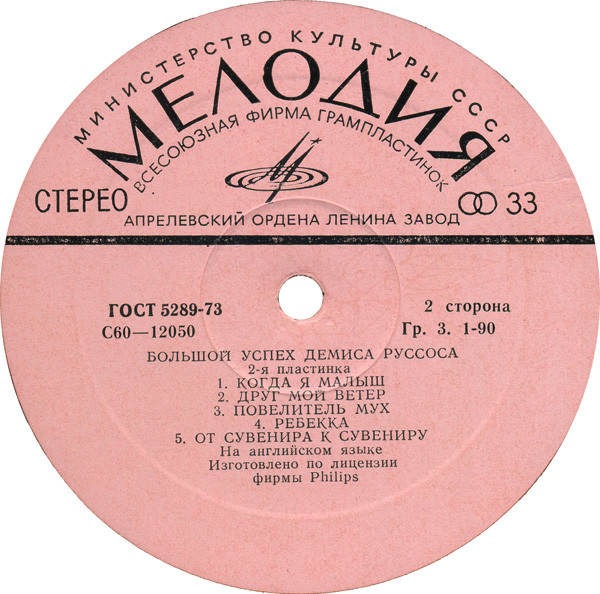 МИНИСТЕРСТВО КУЛЬТУРЫ СССР
МЕЛОДИЯ
ВСЕСОЮЗНАЯ ФИРМА ГРАМПЛАСТИНОК
СТЕРЕО
33
АПРЕЛЕВСКИЙ ОРДЕНА ЛЕНИНА ЗАВОД
ГОСТ 5289-73
2 сторона
С60—12050
Гр. 3. 1-90
БОЛЬШОЙ УСПЕХ ДЕМИСА РУССОСА
2-я пластинка
1. КОГДА Я МАЛЫШ
2. ДРУГ МОЙ ВЕТЕР
3. ПОВЕЛИТЕЛЬ МУХ
4. РЕБЕККА
5. ОТ СУВЕНИРА К СУВЕНИРУ
На английском языке
Изготовлено по лицензии
фирмы Philips